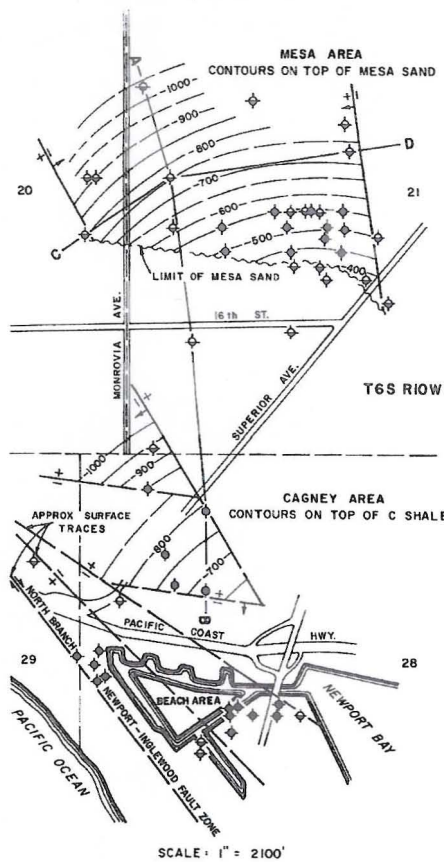 MESA AREA
CONTOURS ON TOP OF MESA SAND
A
-1000
-900
-800
-700
-600
-500
-400
+ -
+ -
D
20
21
C
LIMIT OF MESA SAND
MONROVIA AVE.
16th ST.
SUPERIOR AVE.
T6S R10W
-1000
-900
-800
-700
CAGNEY AREA
CONTOURS ON TOP OF C SHALE
APPROX SURFACE
TRACES
B
PACIFIC COAST HWY.
NORTH BRANCH
29
28
BEACH AREA
NEWPORT BAY
NEWPORT-INGLEWOOD FAULT ZONE
PACIFIC OCEAN
SCALE: 1" = 2100'